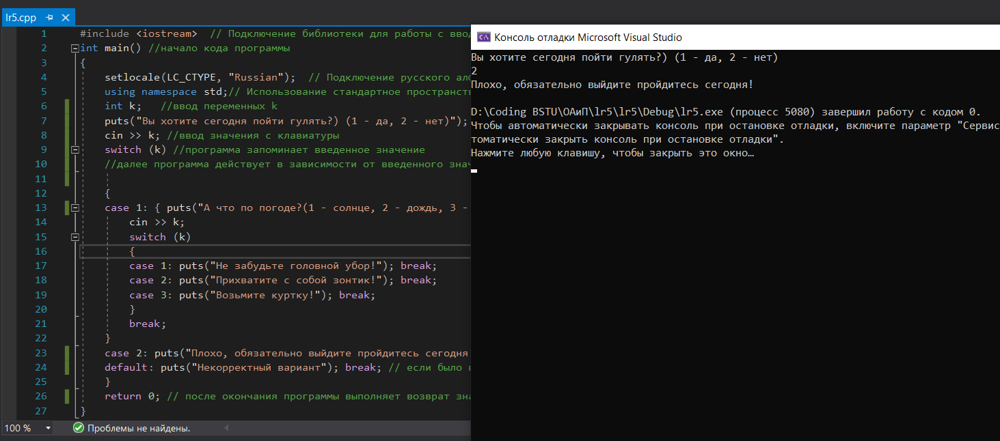 lr5.cpp
1 #include <iostream> // Подключение библиотеки для работы с
2 int main() //начало кода программы
3 {
4 setlocale(LC_CTYPE, "Russian"); // Подключение русского
5 using namespace std;// Использование стандартное
6 int k; //ввод переменных k
7 puts("Вы хотите сегодня пойти гулять?) (1 - да, 2 - нет)");
8 cin >> k; //ввод значения с клавиатуры
9 switch (k) //программа запоминает введенное значение
10 //далее программа действует в зависимости от введенного
11
12 {
13 case 1: { puts("А что по погоде?(1 - солнце, 2 - дождь, 3 -
14 cin >> k;
15 switch (k)
16 {
17 case 1: puts("Не забудьте головной убор!"); break;
18 case 2: puts("Прихватите с собой зонтик!"); break;
19 case 3: puts("Возьмите куртку!"); break;
20 }
21 break;
22 }
23 case 2: puts("Плохо, обязательно выйдите пройдитесь сегодня
24 default: puts("Некорректный вариант"); break; // если было
25 }
26 return 0; // после окончания программы выполняет возврат
27 }
100 %
Проблемы не найдены.
C:\ Консоль отладки Microsoft Visual Studio
Вы хотите сегодня пойти гулять?) (1 - да, 2 - нет)
2
Плохо, обязательно выйдите пройдитесь сегодня!
D:\Coding BSTU\ОАиП\lr5\lr5\Debug\lr5.exe (процесс 5080) завершил работу с кодом 0.
Чтобы автоматически закрывать консоль при остановке отладки, включите параметр "Сервис
томатически закрыть консоль при остановке отладки".
Нажмите любую клавишу, чтобы закрыть это окно…